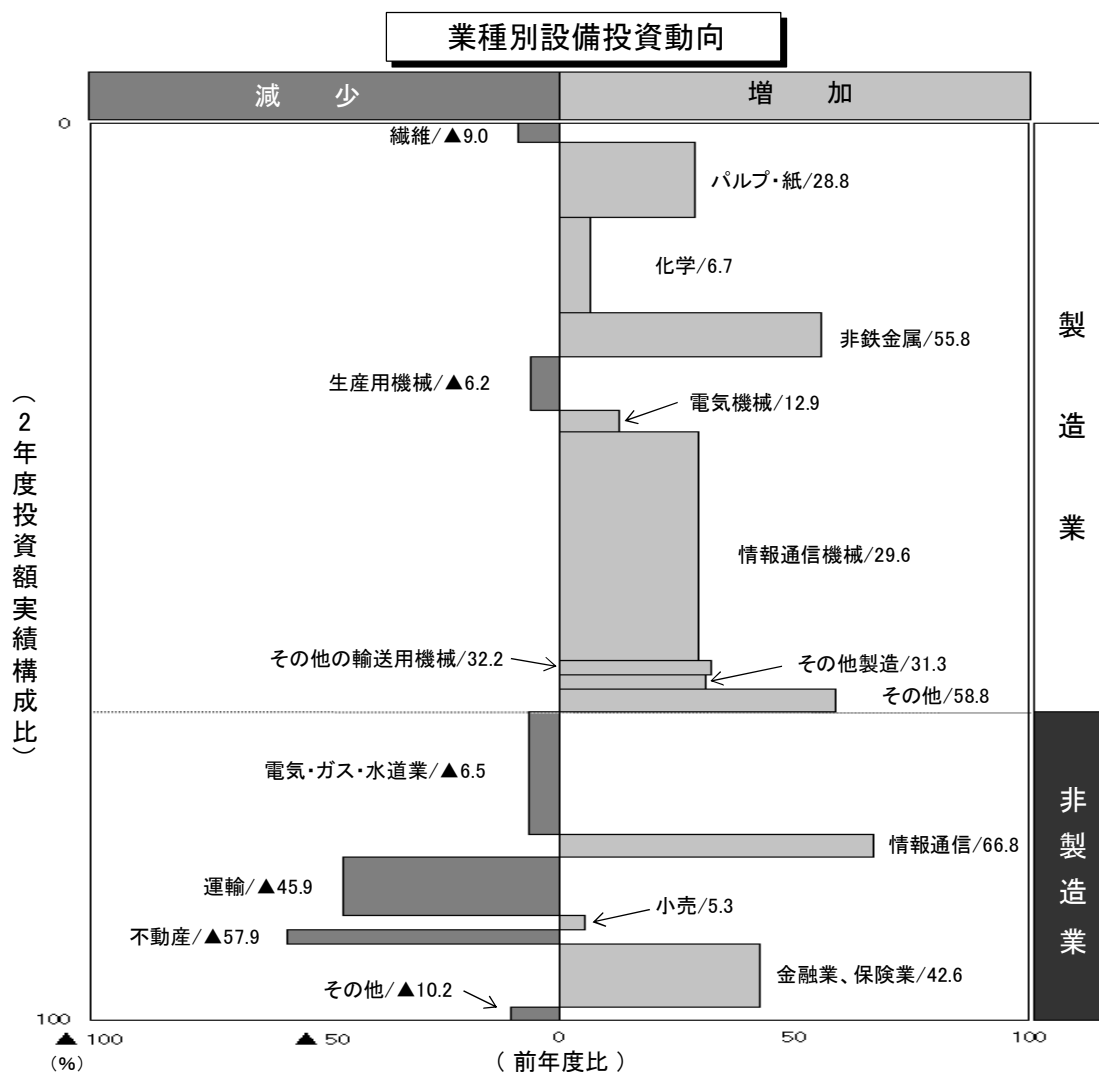 業種別設備投資動向
減　少
増　加
0
繊維/▲9.0
パルプ・紙/28.8
化学/6.7
非鉄金属/55.8
生産用機械/▲6.2
電気機械/12.9
情報通信機械/29.6
その他の輸送用機械/32.2
その他製造/31.3
その他/58.8
電気・ガス・水道業/▲6.5
情報通信/66.8
運輸/▲45.9
小売/5.3
不動産/▲57.9
金融業、保険業/42.6
その他/▲10.2
100
▲ 100
▲ 50
0
50
100
(%)
（ 前年度比 ）
（２年度投資額実績構成比）
製造業
非製造業